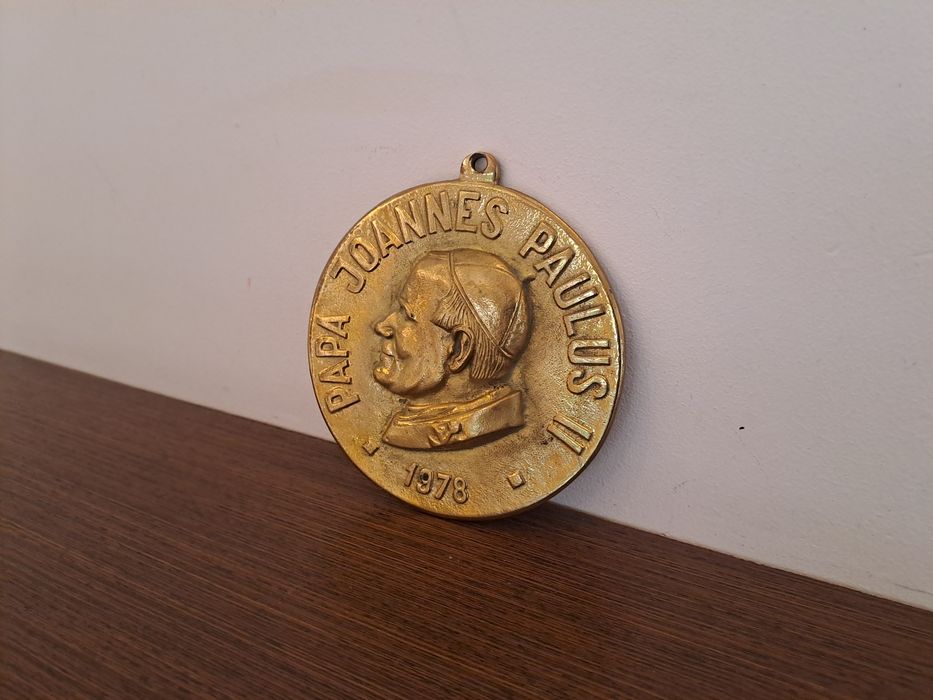 PAPA JOANNES PAULUS II
1978